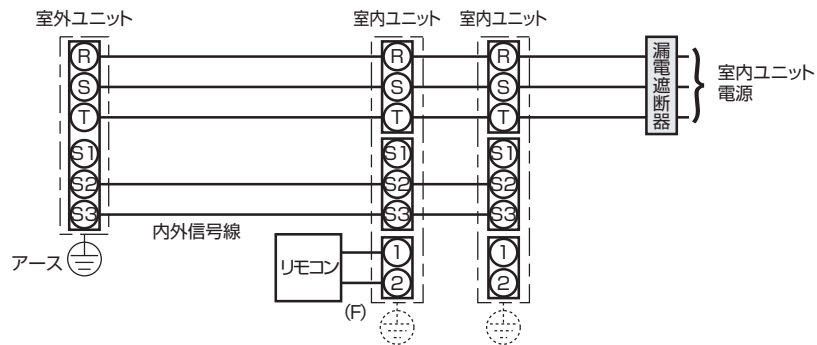 室外ユニット
室内ユニット
室内ユニット
R
S
T
S1
S2
S3
アース
内外信号線
R
S
T
S1
S2
S3
1
2
リモコン
(F)
R
S
T
S1
S2
S3
1
2
漏電遮断器
室内ユニット
電源